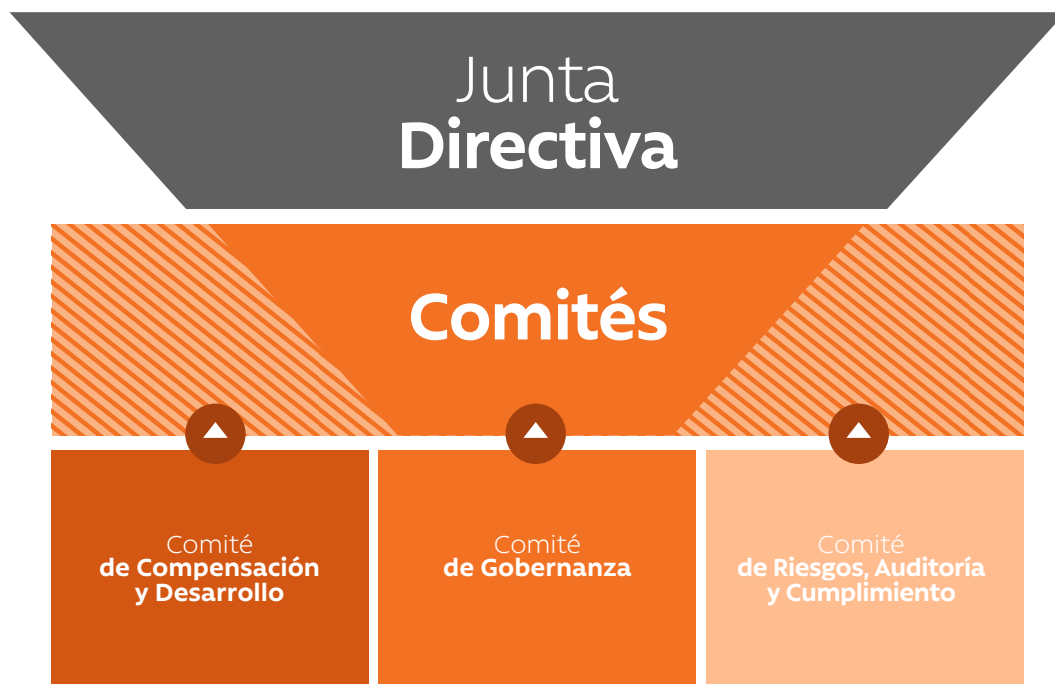 Junta
Directiva
Comités
Comité
de Compensación
y Desarrollo
Comité
de Gobernanza
Comité
de Riesgos, Auditoría
y Cumplimiento